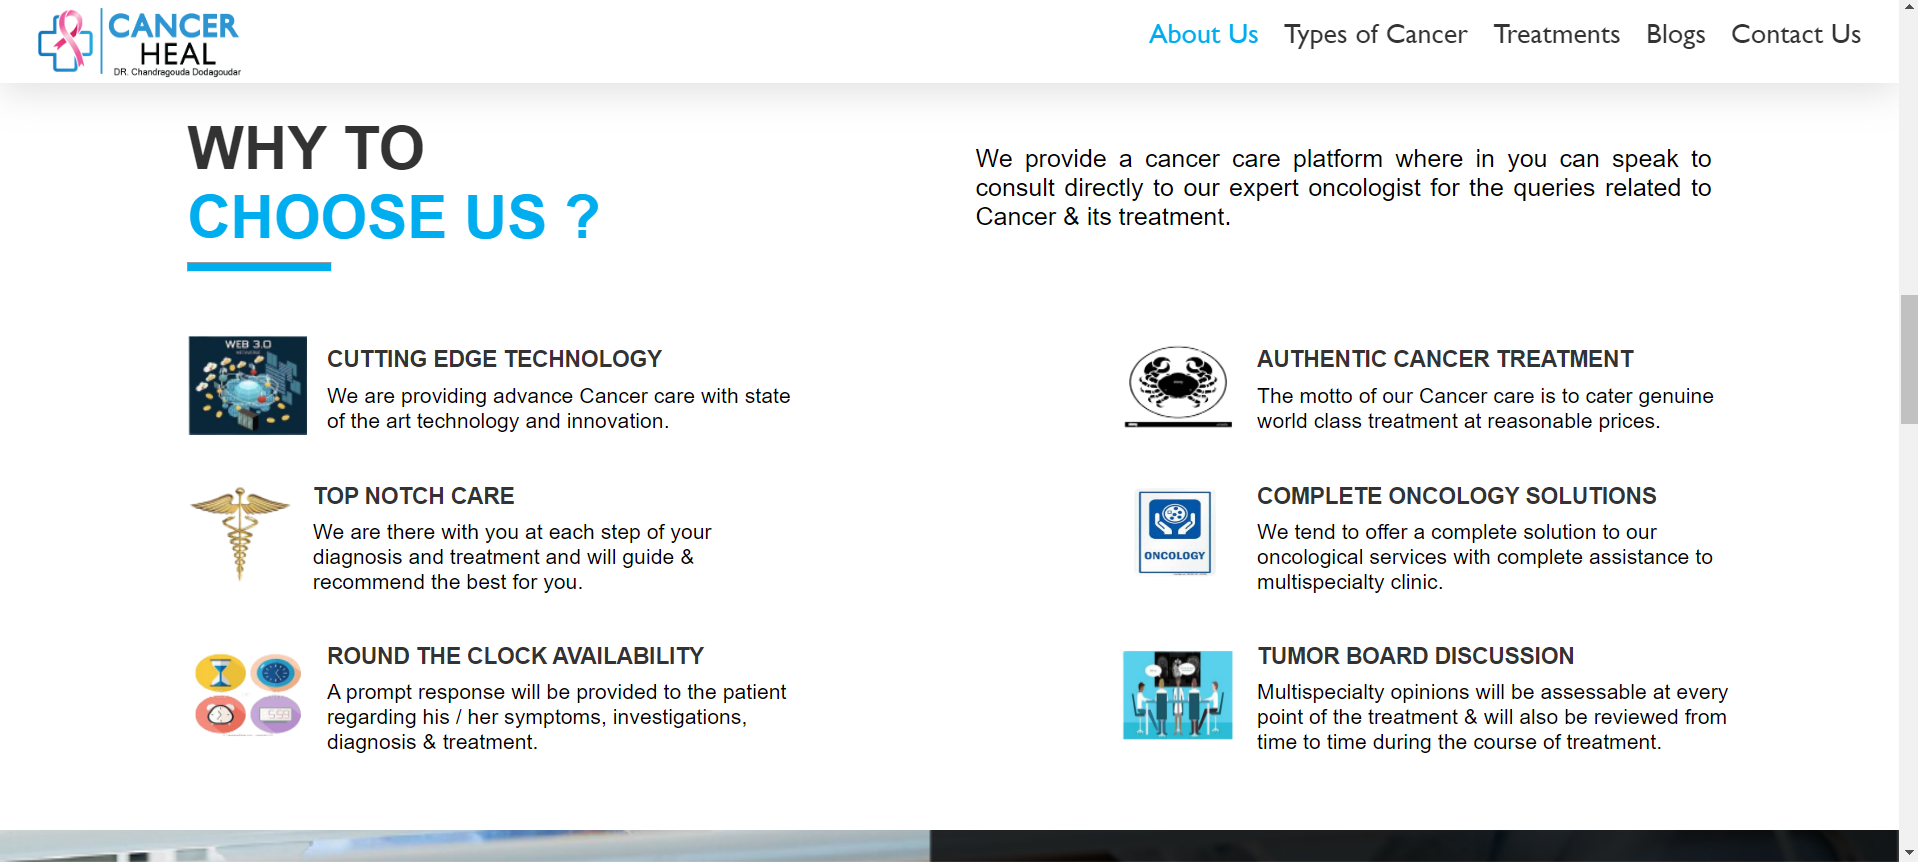 CANCER
HEAL
DR. Chandragouda Dodagoudar
About Us Types of Cancer Treatments Blogs Contact Us
WHY TO
CHOOSE US ?
We provide a cancer care platform where in you can speak to
consult directly to our expert oncologist for the queries related to
Cancer & its treatment.
WEB 3.0
CUTTING EDGE TECHNOLOGY
We are providing advance Cancer care with state
of the art technology and innovation.
AUTHENTIC CANCER TREATMENT
The motto of our Cancer care is to cater genuine
world class treatment at reasonable prices.
TOP NOTCH CARE
We are there with you at each step of your
diagnosis and treatment and will guide &
recommend the best for you.
ONCOLOGY
COMPLETE ONCOLOGY SOLUTIONS
We tend to offer a complete solution to our
oncological services with complete assistance to
multispecialty clinic.
ROUND THE CLOCK AVAILABILITY
A prompt response will be provided to the patient
regarding his / her symptoms, investigations,
diagnosis & treatment.
TUMOR BOARD DISCUSSION
Multispecialty opinions will be assessable at every
point of the treatment & will also be reviewed from
time to time during the course of treatment.